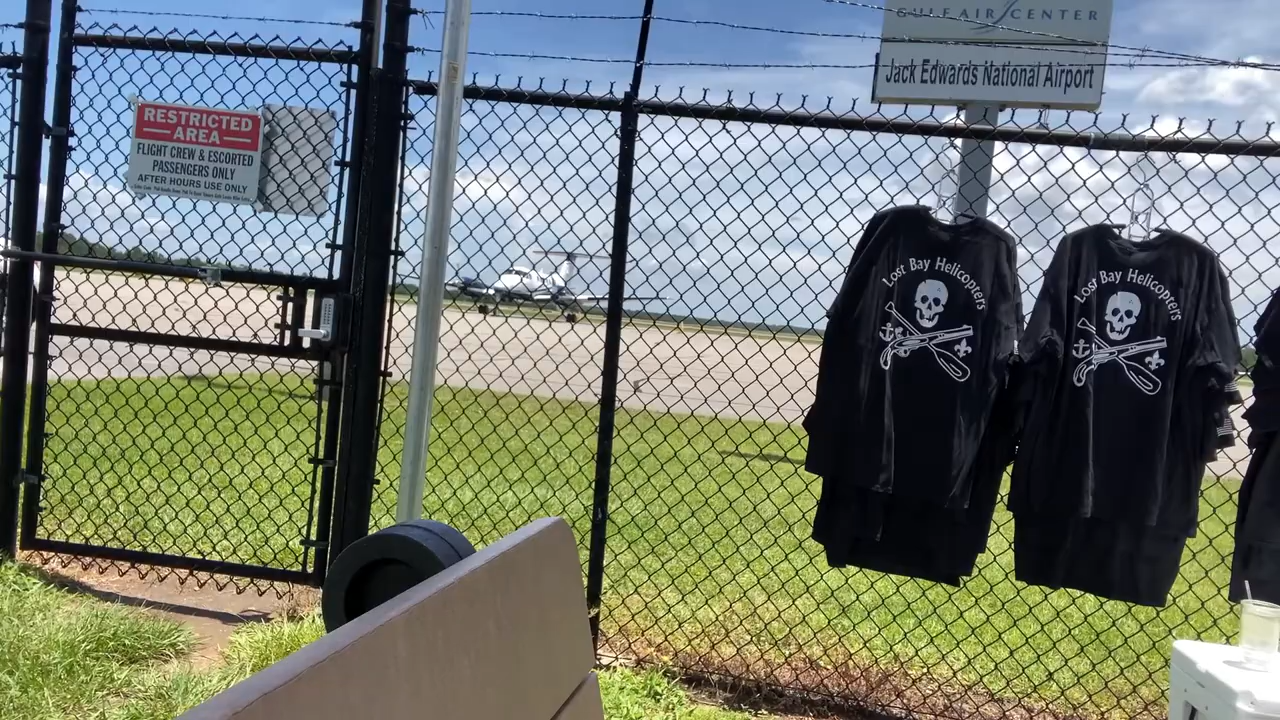 GULF AIR CENTER
Jack Edwards National Airport
RESTRICTED
AREA
FLIGHT CREW & ESCORTED
PASSENGERS ONLY
AFTER HOURS USE ONLY
Lost Bay Helicopters
Lost Bay Helicopters